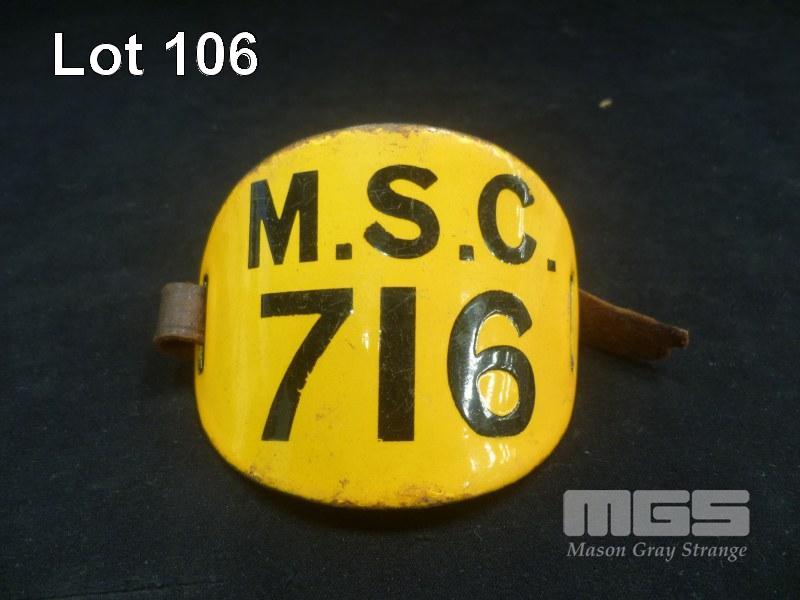 Lot 106
M.S.C.
716
MGS
Mason Gray Strange